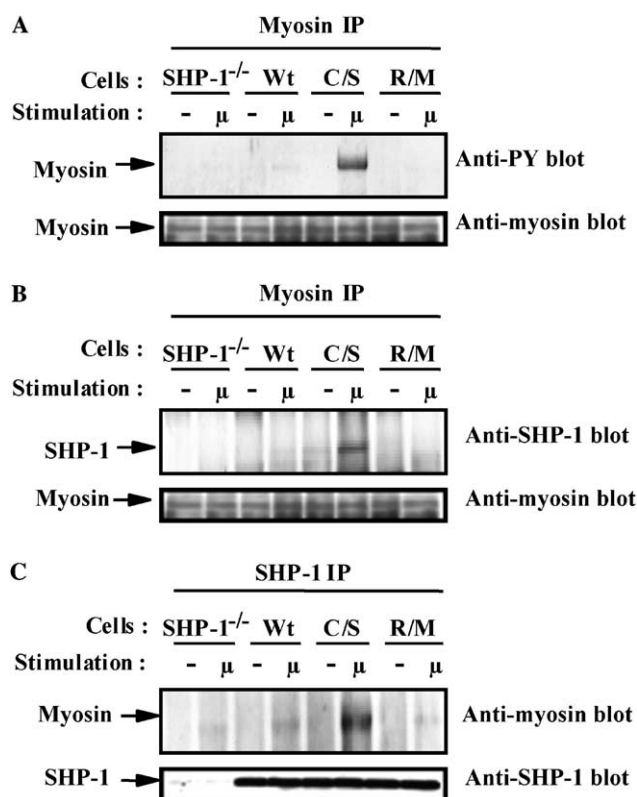 A
Myosin IP
Cells : SHP-1-/- Wt C/S R/M
Stimulation : - μ - μ - μ - μ
Myosin Anti-PY blot
Myosin Anti-myosin blot
B
Myosin IP
Cells : SHP-1-/- Wt C/S R/M
Stimulation : - μ - μ - μ - μ
SHP-1 Anti-SHP-1 blot
Myosin Anti-myosin blot
C
SHP-1 IP
Cells : SHP-1-/- Wt C/S R/M
Stimulation : - μ - μ - μ - μ
Myosin Anti-myosin blot
SHP-1 Anti-SHP-1 blot